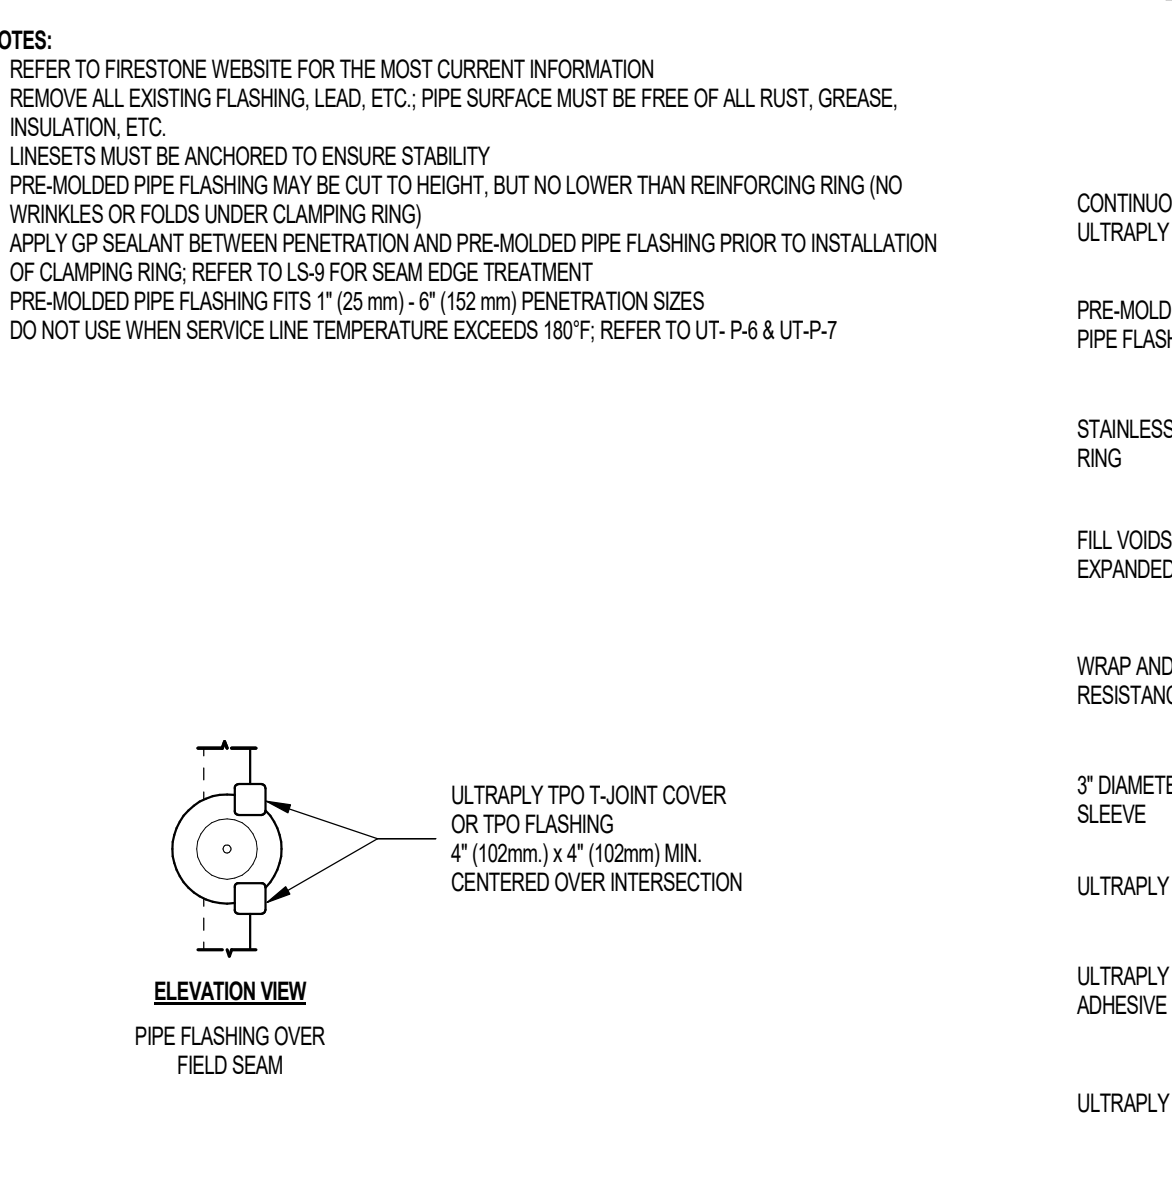 OTES:
REFER TO FIRESTONE WEBSITE FOR THE MOST CURRENT INFORMATION
REMOVE ALL EXISTING FLASHING, LEAD, ETC.; PIPE SURFACE MUST BE FREE OF ALL RUST, GREASE,
INSULATION, ETC.
LINESETS MUST BE ANCHORED TO ENSURE STABILITY
PRE-MOLDED PIPE FLASHING MAY BE CUT TO HEIGHT, BUT NO LOWER THAN REINFORCING RING (NO
WRINKLES OR FOLDS UNDER CLAMPING RING)
APPLY GP SEALANT BETWEEN PENETRATION AND PRE-MOLDED PIPE FLASHING PRIOR TO INSTALLATION
OF CLAMPING RING; REFER TO LS-9 FOR SEAM EDGE TREATMENT
PRE-MOLDED PIPE FLASHING FITS 1" (25 mm) - 6" (152 mm) PENETRATION SIZES
DO NOT USE WHEN SERVICE LINE TEMPERATURE EXCEEDS 180°F; REFER TO UT- P-6 & UT-P-7
ULTRAPLY TPO T-JOINT COVER
OR TPO FLASHING
4" (102mm.) x 4" (102mm) MIN.
CENTERED OVER INTERSECTION
ELEVATION VIEW
PIPE FLASHING OVER
FIELD SEAM
CONTINUO
ULTRAPLY
PRE-MOLD
PIPE FLASH
STAINLESS
RING
FILL VOIDS
EXPANDED
WRAP AND
RESISTANC
3" DIAMETE
SLEEVE
ULTRAPLY
ULTRAPLY
ADHESIVE
ULTRAPLY